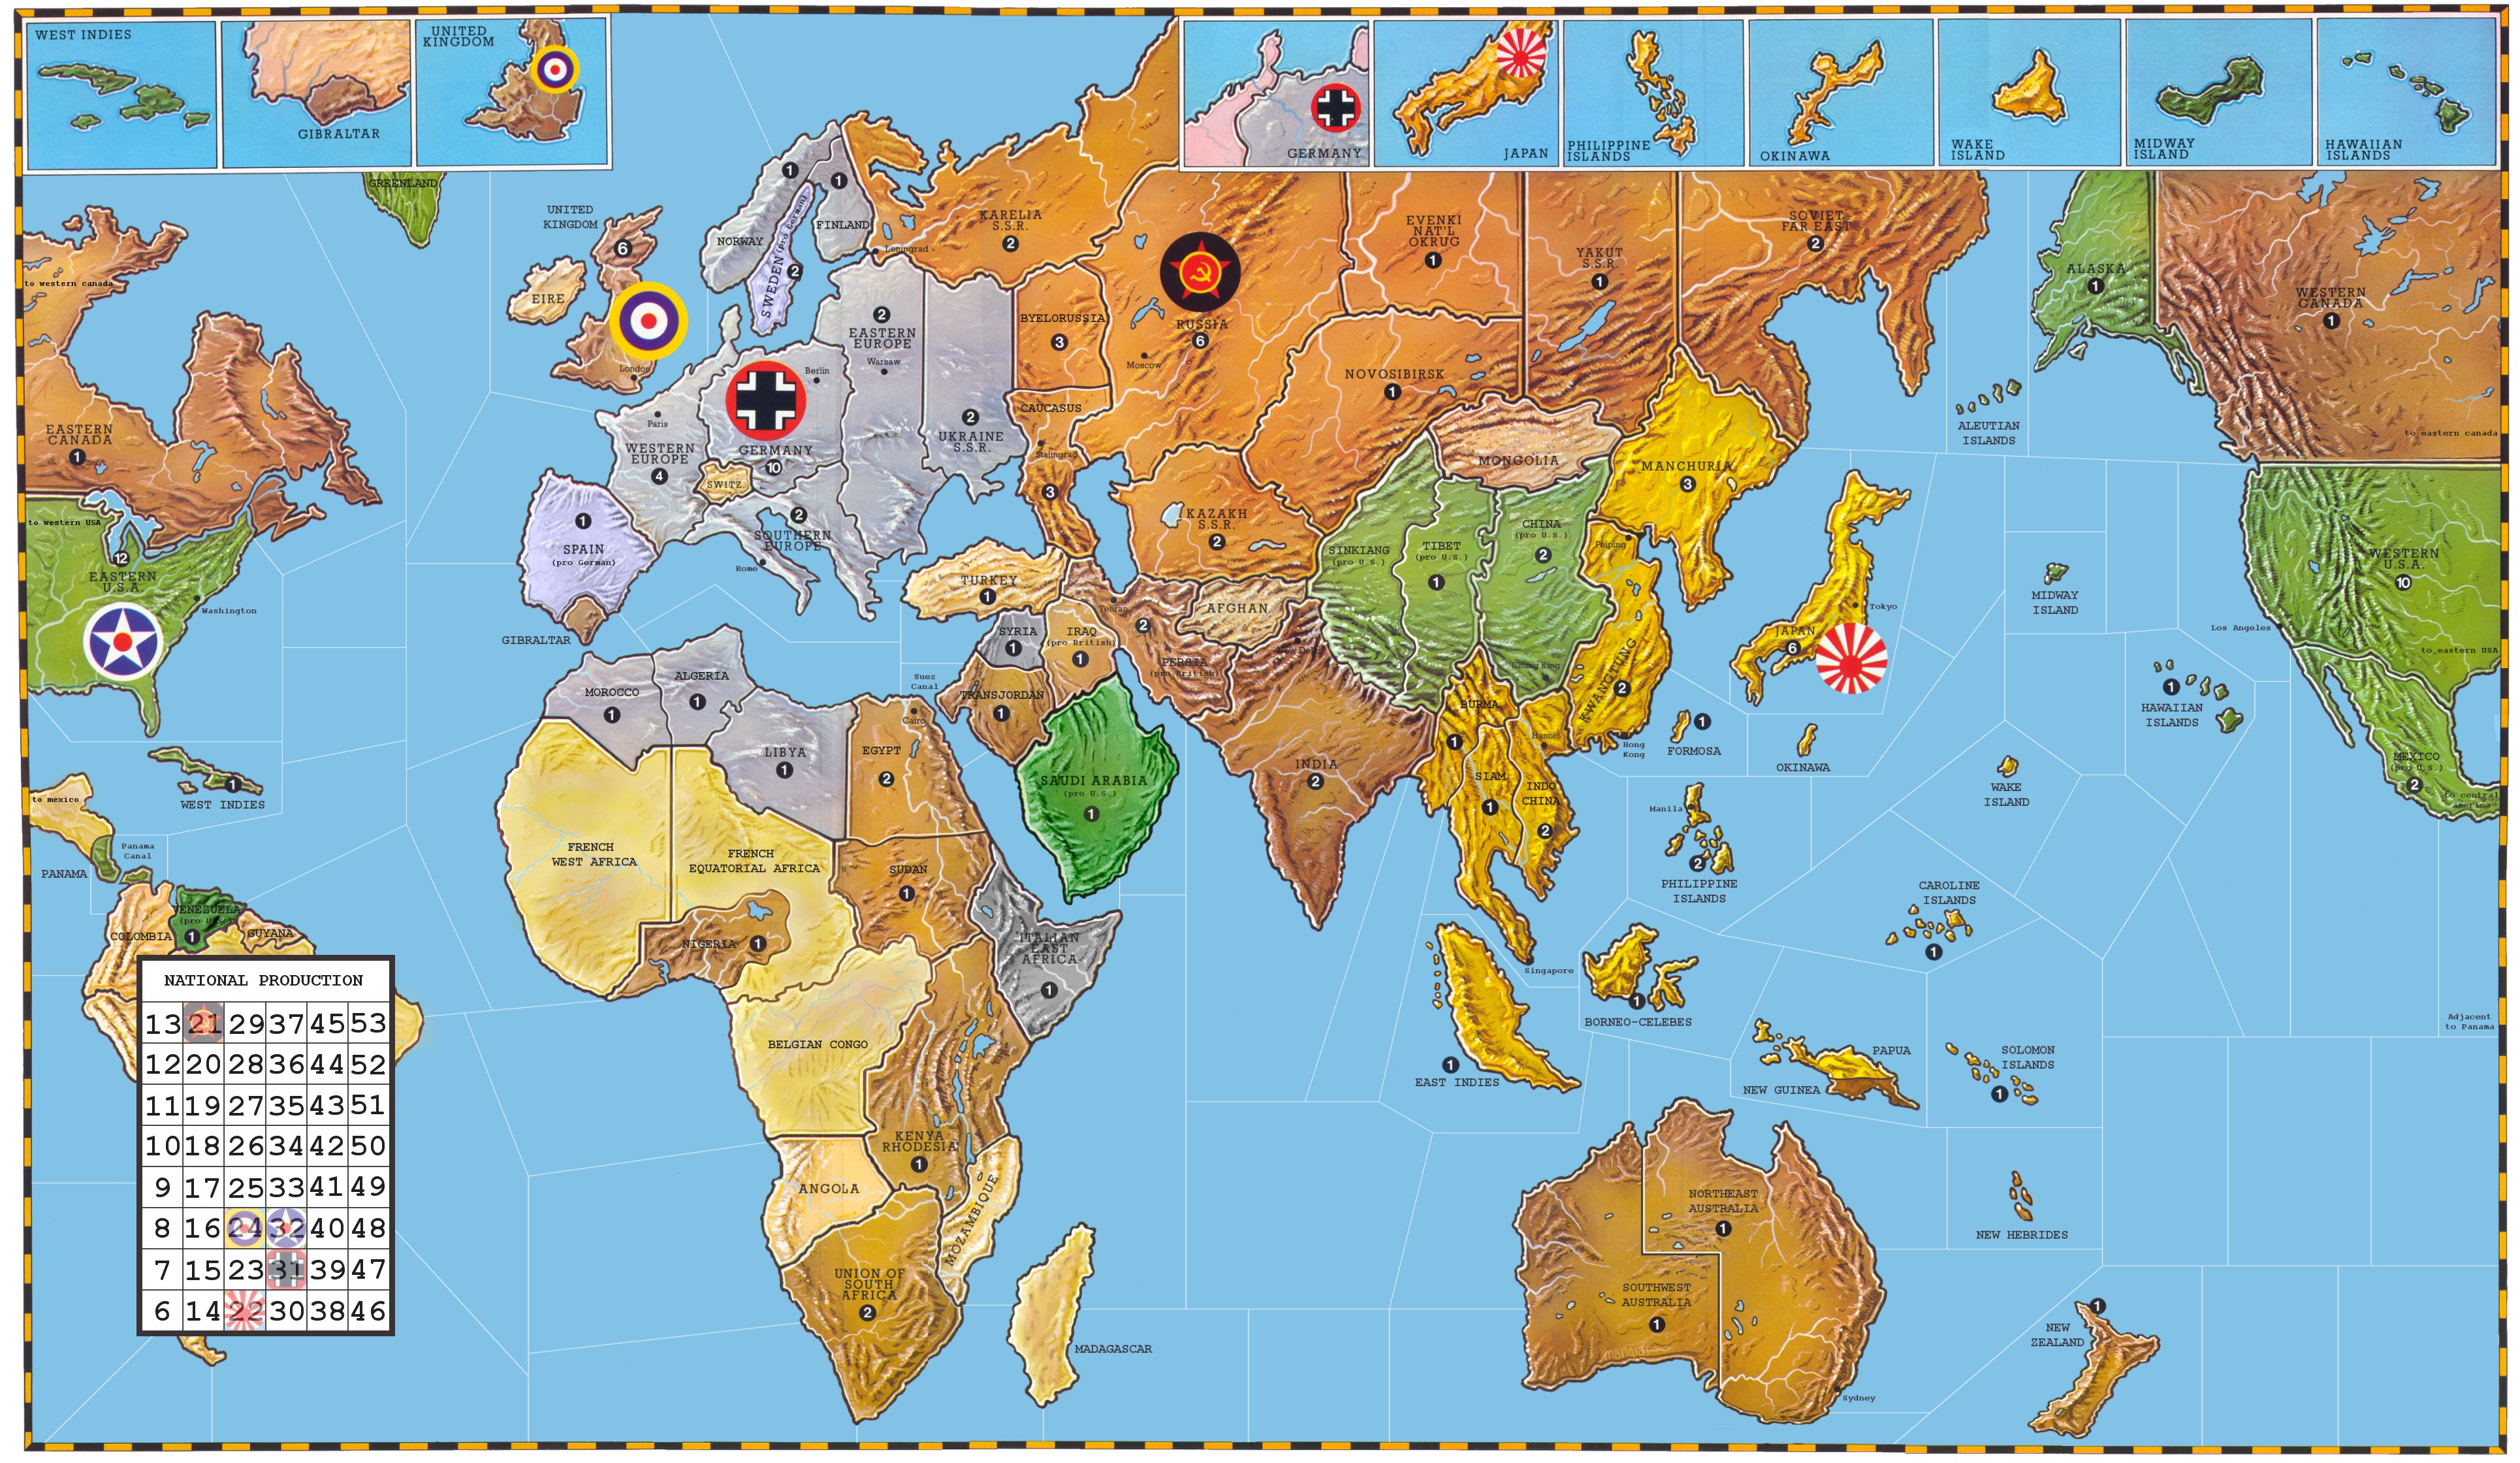 WEST INDIES
GIBRALTAR
UNITED
KINGDOM
GERMANY
JAPAN
PHILIPPINE
ISLANDS
OKINAWA
WAKE
ISLAND
MIDWAY
ISLAND
HAWAIIAN
ISLANDS
GREENLAND
to western canada
EASTERN
CANADA
1
to western USA
12
EASTERN
U.S.A.
Washington
WEST INDIES
1
to mexico
Panama
Canal
PANAMA
VENEZUELA
1
COLOMBIA
GUYANA
NATIONAL PRODUCTION
13 21 29 37 45 53
12 20 28 36 44 52
11 19 27 35 43 51
10 18 26 34 42 50
9 17 25 33 41 49
8 16 24 32 40 48
7 15 23 31 39 47
6 14 22 30 38 46
UNITED
KINGDOM
6
EIRE
London
1
NORWAY
1
FINLAND
SWEDEN (pro German)
2
Leningrad
KARELIA
S.S.R.
2
2
EASTERN
EUROPE
Warsaw
Berlin
GERMANY
10
Paris
WESTERN
EUROPE
4
SWITZ.
2
UKRAINE
S.S.R.
BYELORUSSIA
3
CAUCASUS
Stalingrad
3
RUSSIA
6
Moscow
EVENKI
NAT'L
OKRUG
1
YAKUT
S.S.R.
1
SOVIET
FAR EAST
2
NOVOSIBIRSK
1
KAZAKH
S.S.R.
2
MONGOLIA
MANCHURIA
3
1
SPAIN
(pro German)
GIBRALTAR
2
SOUTHERN
EUROPE
Rome
TURKEY
1
SYRIA
1
IRAQ
(pro British)
1
Tehran
2
PERSIA
(pro British)
AFGHAN.
New Delhi
TRANSJORDAN
1
Suez
Canal
Cairo
SAUDI ARABIA
(pro U.S.)
1
MOROCCO
1
ALGERIA
1
LIBYA
1
EGYPT
2
FRENCH
WEST AFRICA
FRENCH
EQUATORIAL AFRICA
SUDAN
1
NIGERIA
1
ITALIAN
EAST
AFRICA
1
BELGIAN CONGO
KENYA
RHODESIA
1
ANGOLA
MOZAMBIQUE
UNION OF
SOUTH
AFRICA
2
MADAGASCAR
SINKIANG
(pro U.S.)
TIBET
(pro U.S.)
1
CHINA
(pro U.S.)
2
Chung King
Peiping
KWANGTUNG
2
Hong
Kong
INDIA
2
BURMA
1
SIAM
1
Hanoi
INDO
CHINA
2
Singapore
1
FORMOSA
Tokyo
JAPAN
6
OKINAWA
Manila
2
PHILIPPINE
ISLANDS
1
BORNEO-CELEBES
1
EAST INDIES
CAROLINE
ISLANDS
1
PAPUA
NEW GUINEA
SOLOMON
ISLANDS
1
NORTHEAST
AUSTRALIA
1
SOUTHWEST
AUSTRALIA
1
Sydney
NEW HEBRIDES
1
NEW
ZEALAND
WAKE
ISLAND
MIDWAY
ISLAND
1
HAWAIIAN
ISLANDS
ALEUTIAN
ISLANDS
ALASKA
1
WESTERN
CANADA
1
to eastern canada
WESTERN
U.S.A.
10
Los Angeles
to eastern USA
MEXICO
(pro U.S.)
2
to central
america
Adjacent
to Panama